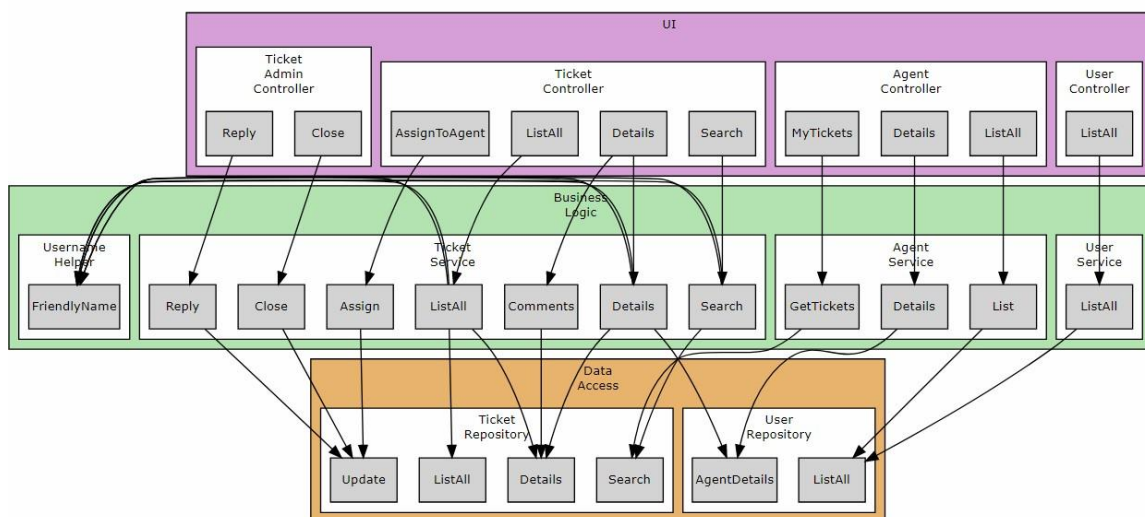 UI
Ticket
Admin
Controller
Reply
Close
Ticket
Controller
AssignToAgent
ListAll
Details
Search
Agent
Controller
MyTickets
Details
ListAll
User
Controller
ListAll
Business
Logic
Username
Helper
FriendlyName
Ticket
Service
Reply
Close
Assign
ListAll
Comments
Details
Search
Agent
Service
GetTickets
Details
List
User
Service
ListAll
Data
Access
Ticket
Repository
Update
ListAll
Details
Search
User
Repository
AgentDetails
ListAll